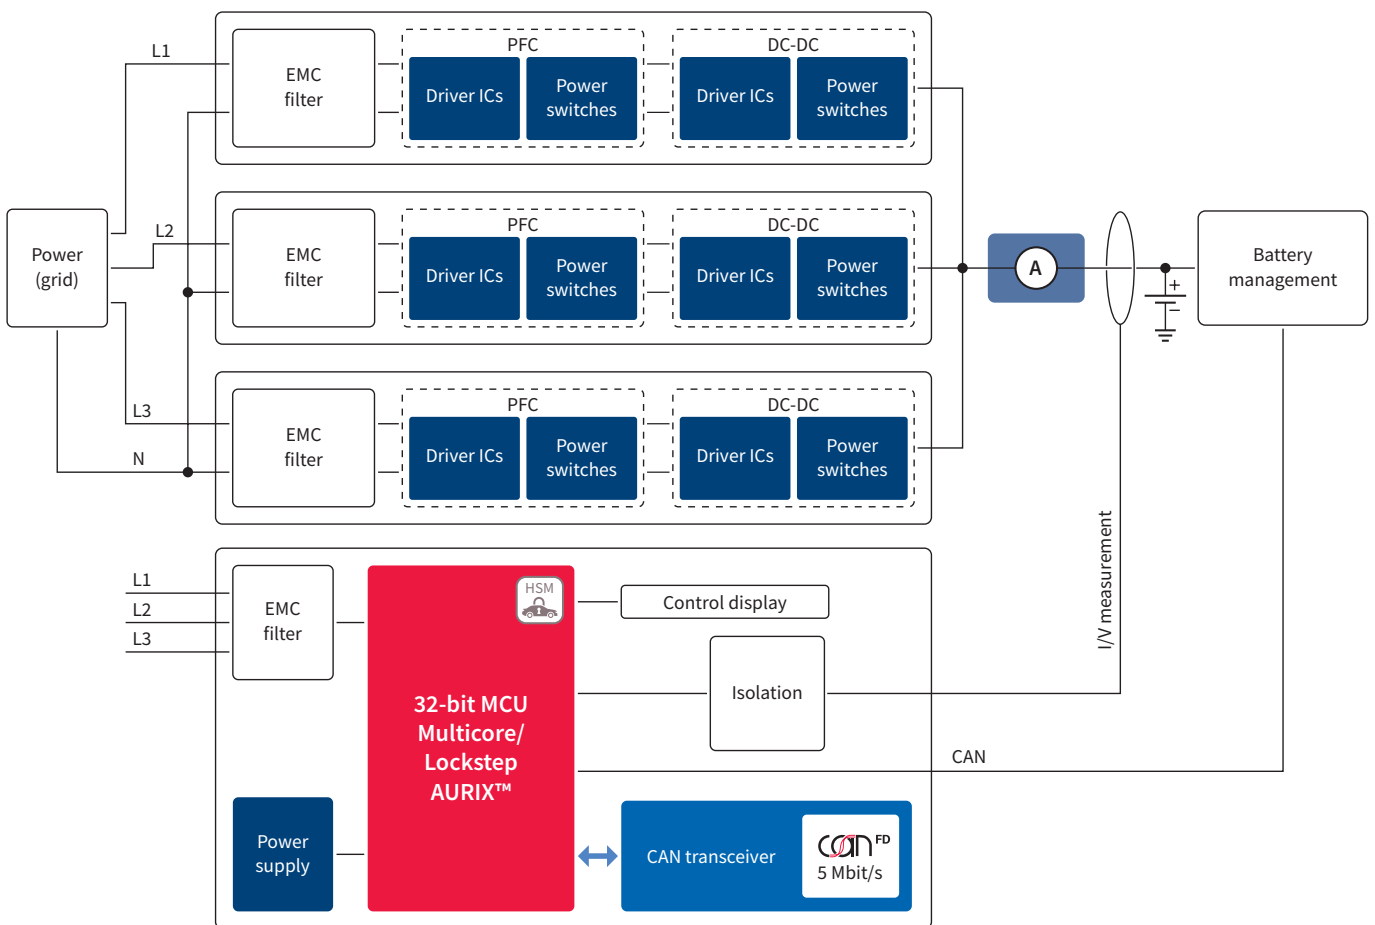 L1
EMC
filter
PFC
Driver ICs
Power
switches
DC-DC
Driver ICs
Power
switches
Power
(grid)
L2
EMC
filter
PFC
Driver ICs
Power
switches
DC-DC
Driver ICs
Power
switches
A
+
−
Battery
management
L3
N
EMC
filter
PFC
Driver ICs
Power
switches
DC-DC
Driver ICs
Power
switches
I/V measurement
L1
L2
L3
EMC
filter
HSM
Control display
32-bit MCU
Multicore/
Lockstep
AURIX™
Isolation
CAN
Power
supply
CAN transceiver
CAN FD
5 Mbit/s